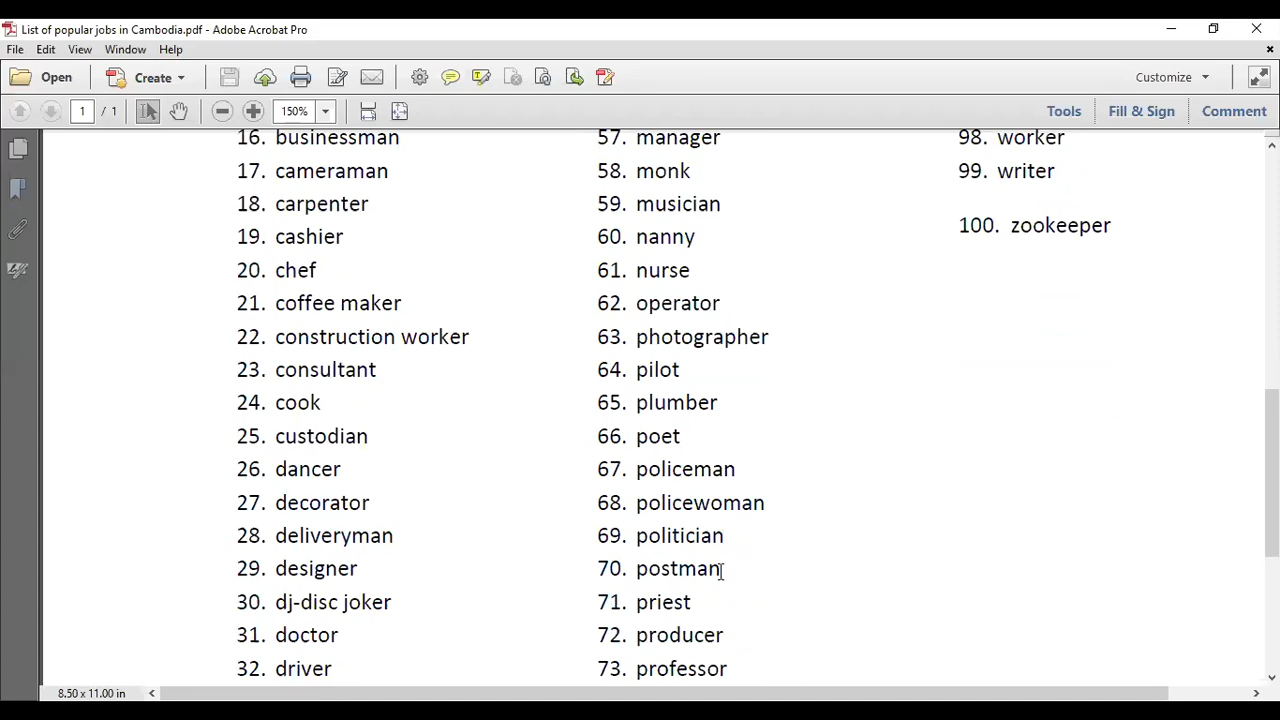 List of popular jobs in Cambodia.pdf - Adobe Acrobat Pro
File Edit View Window Help
Open Create Customize
1 / 1 150% Tools Fill & Sign Comment
16. businessman
17. cameraman
18. carpenter
19. cashier
20. chef
21. coffee maker
22. construction worker
23. consultant
24. cook
25. custodian
26. dancer
27. decorator
28. deliveryman
29. designer
30. dj-disc joker
31. doctor
32. driver
57. manager
58. monk
59. musician
60. nanny
61. nurse
62. operator
63. photographer
64. pilot
65. plumber
66. poet
67. policeman
68. policewoman
69. politician
70. postman
71. priest
72. producer
73. professor
98. worker
99. writer
100. zookeeper
8.50 x 11.00 in